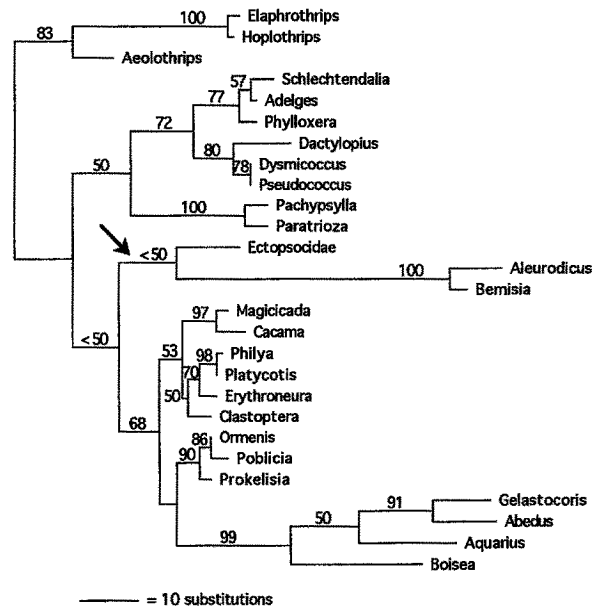 Elaphrothrips
100
Hoplothrips
83
Aeolothrips
57
Schlechtendalia
77
Adelges
Phylloxera
72
Dactylopius
80
78
Dysmicoccus
50
Pseudococcus
100
Pachypsylla
Paratrioza
<50
Ectopsocidae
100
Aleurodicus
Bemisia
97
Magicicada
Cacama
<50
53
98
Philya
70
Platycotis
50
Erythroneura
Clastoptera
68
86
Ormenis
90
Poblicia
Prokelisia
91
Gelastocoris
50
Abedus
99
Aquarius
Boisea
= 10 substitutions